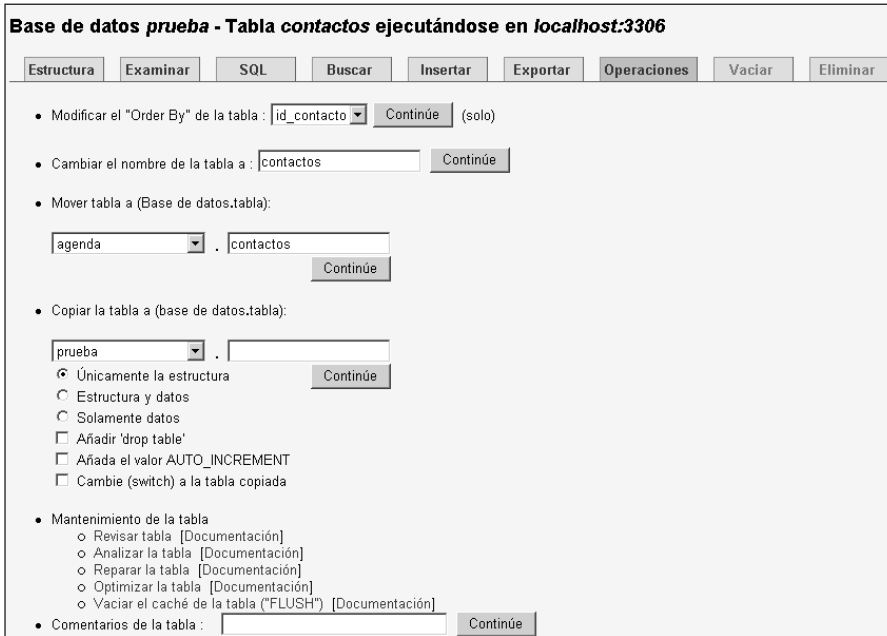 Base de datos prueba - Tabla contactos ejecutándose en localhost:3306
Estructura Examinar SQL Buscar Insertar Exportar Operaciones Vaciar Eliminar
• Modificar el "Order By" de la tabla : id_contacto Continúe (solo)
• Cambiar el nombre de la tabla a : contactos Continúe
• Mover tabla a (Base de datos.tabla):
agenda . contactos
Continúe
• Copiar la tabla a (base de datos.tabla):
prueba .
Únicamente la estructura Continúe
Estructura y datos
Solamente datos
Añadir 'drop table'
Añada el valor AUTO_INCREMENT
Cambie (switch) a la tabla copiada
• Mantenimiento de la tabla
o Revisar tabla [Documentación]
o Analizar la tabla [Documentación]
o Reparar la tabla [Documentación]
o Optimizar la tabla [Documentación]
o Vaciar el caché de la tabla ("FLUSH") [Documentación]
• Comentarios de la tabla : Continúe